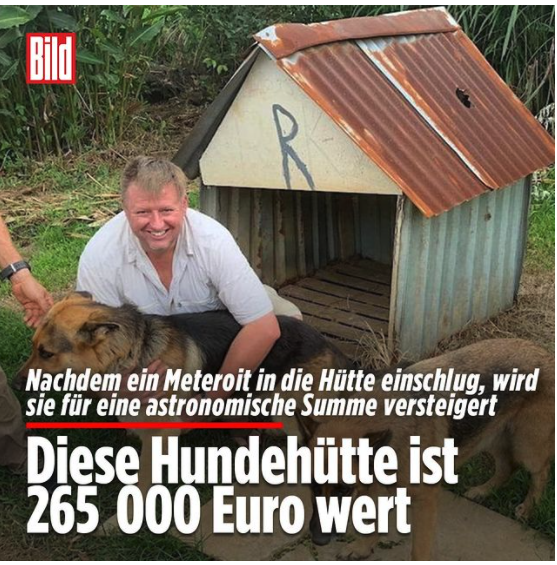 Bild
R
Nachdem ein Meteroit in die Hütte einschlug, wird
sie für eine astronomische Summe versteigert
Diese Hundehütte ist
265 000 Euro wert